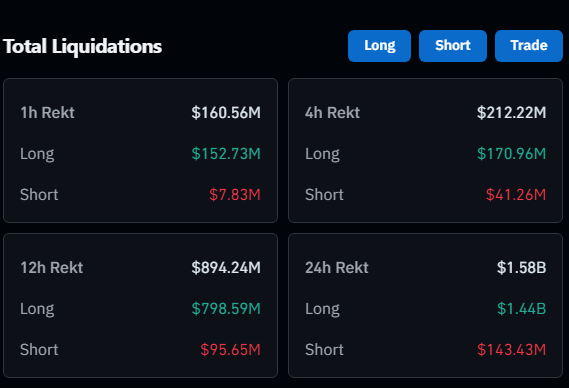 Total Liquidations
Long Short Trade
1h Rekt $160.56M
Long $152.73M
Short $7.83M
4h Rekt $212.22M
Long $170.96M
Short $41.26M
12h Rekt $894.24M
Long $798.59M
Short $95.65M
24h Rekt $1.58B
Long $1.44B
Short $143.43M